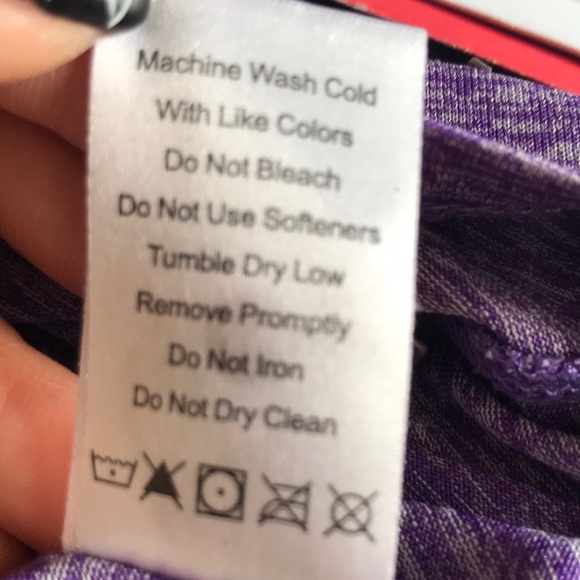 Machine Wash Cold
With Like Colors
Do Not Bleach
Do Not Use Softeners
Tumble Dry Low
Remove Promptly
Do Not Iron
Do Not Dry Clean